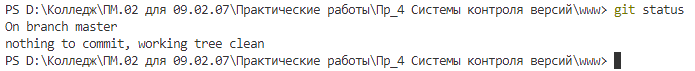 PS D:\Колледж\ПМ.02 для 09.02.07\Практические работы\Пр_4 Системы контроля версий\www> git status
On branch master
nothing to commit, working tree clean
PS D:\Колледж\ПМ.02 для 09.02.07\Практические работы\Пр_4 Системы контроля версий\www>